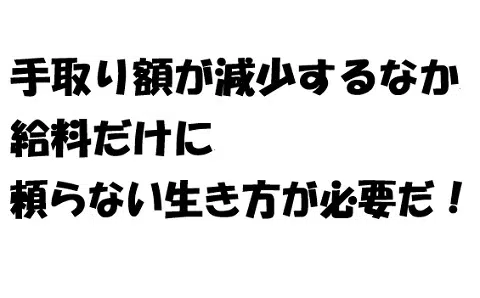 手取り額が減少するなか
給料だけに
頼らない生き方が必要だ！